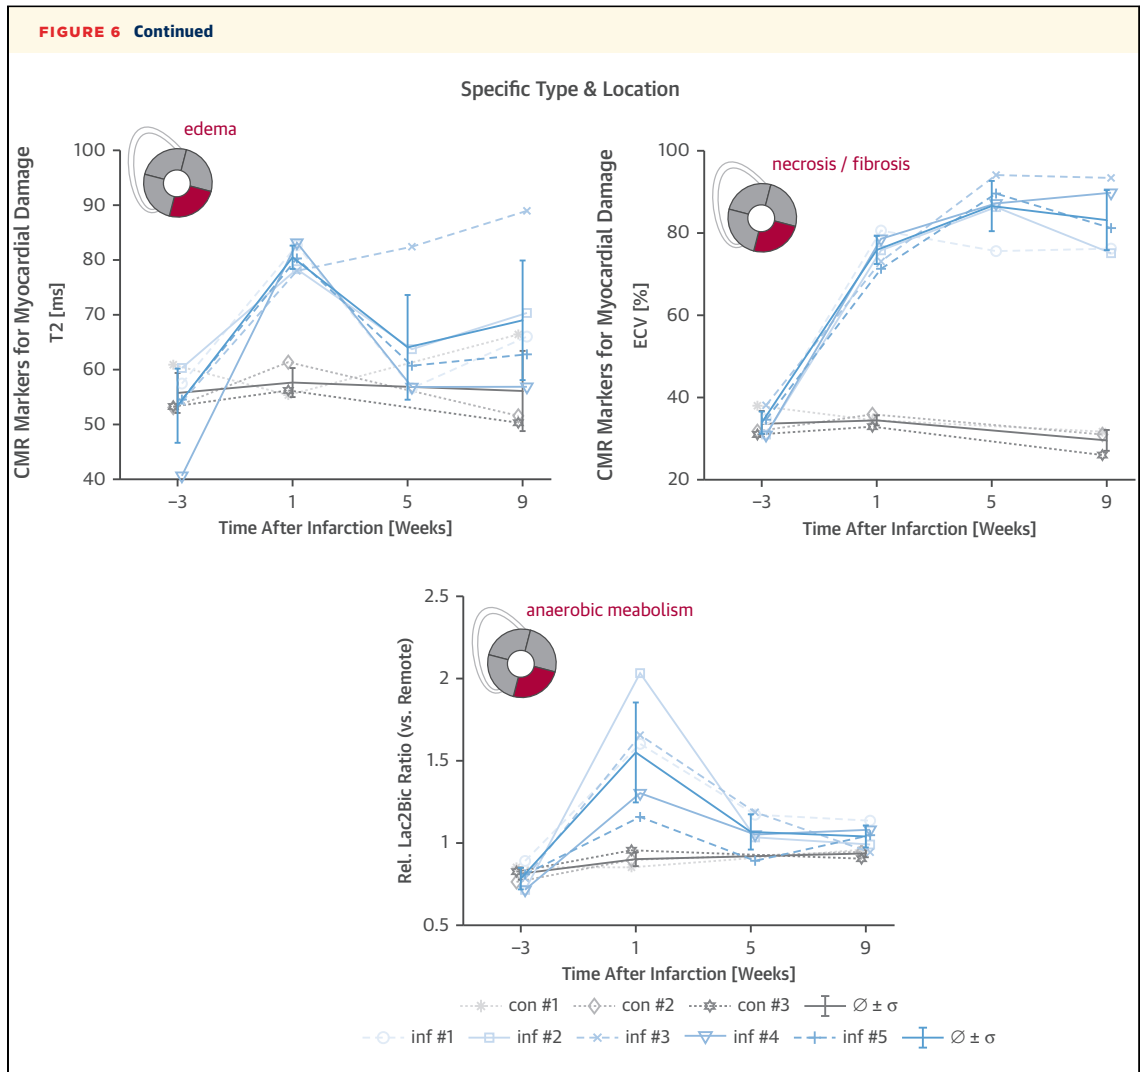 FIGURE 6 Continued
Specific Type & Location
edema
CMR Markers for Myocardial Damage
T2 [ms]
100
90
80
70
60
50
40
–3 1 5 9
Time After Infarction [Weeks]
necrosis / fibrosis
CMR Markers for Myocardial Damage
ECV [%]
100
80
60
40
20
–3 1 5 9
Time After Infarction [Weeks]
anaerobic meabolism
Rel. Lac2Bic Ratio (vs. Remote)
2.5
2
1.5
1
0.5
–3 1 5 9
Time After Infarction [Weeks]
con #1 con #2 con #3 ∅ ± σ
inf #1 inf #2 inf #3 inf #4 inf #5 ∅ ± σ